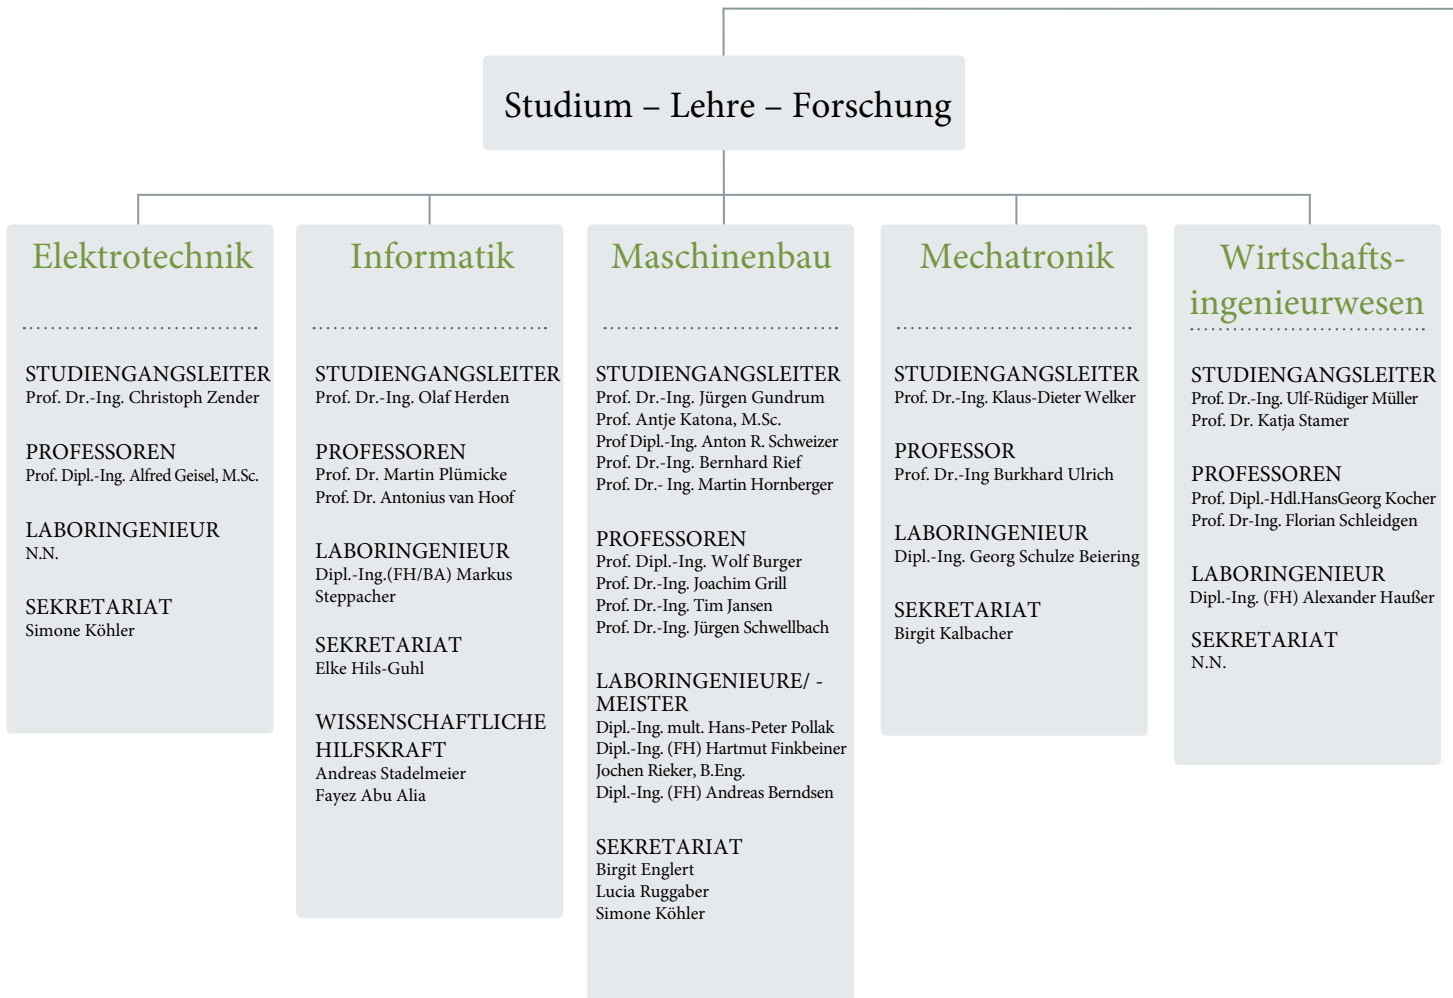 Studium – Lehre – Forschung
Elektrotechnik
STUDIENGANGSLEITER
Prof. Dr.-Ing. Christoph Zender
PROFESSOREN
Prof. Dipl.-Ing. Alfred Geisel, M.Sc.
LABORINGENIEUR
N.N.
SEKRETARIAT
Simone Köhler
Informatik
STUDIENGANGSLEITER
Prof. Dr.-Ing. Olaf Herden
PROFESSOREN
Prof. Dr. Martin Plümicke
Prof. Dr. Antonius van Hoof
LABORINGENIEUR
Dipl.-Ing.(FH/BA) Markus
Steppacher
SEKRETARIAT
Elke Hils-Guhl
WISSENSCHAFTLICHE
HILFSKRAFT
Andreas Stadelmeier
Fayez Abu Alia
Maschinenbau
STUDIENGANGSLEITER
Prof. Dr.-Ing. Jürgen Gundrum
Prof. Antje Katona, M.Sc.
Prof Dipl.-Ing. Anton R. Schweizer
Prof. Dr.-Ing. Bernhard Rief
Prof. Dr.- Ing. Martin Hornberger
PROFESSOREN
Prof. Dipl.-Ing. Wolf Burger
Prof. Dr.-Ing. Joachim Grill
Prof. Dr.-Ing. Tim Jansen
Prof. Dr.-Ing. Jürgen Schwellbach
LABORINGENIEURE/ -
MEISTER
Dipl.-Ing. mult. Hans-Peter Pollak
Dipl.-Ing. (FH) Hartmut Finkbeiner
Jochen Rieker, B.Eng.
Dipl.-Ing. (FH) Andreas Berndsen
SEKRETARIAT
Birgit Englert
Lucia Ruggaber
Simone Köhler
Mechatronik
STUDIENGANGSLEITER
Prof. Dr.-Ing. Klaus-Dieter Welker
PROFESSOR
Prof. Dr.-Ing Burkhard Ulrich
LABORINGENIEUR
Dipl.-Ing. Georg Schulze Beiering
SEKRETARIAT
Birgit Kalbacher
Wirtschafts-
ingenieurwesen
STUDIENGANGSLEITER
Prof. Dr.-Ing. Ulf-Rüdiger Müller
Prof. Dr. Katja Stamer
PROFESSOREN
Prof. Dipl.-Hdl.HansGeorg Kocher
Prof. Dr-Ing. Florian Schleidgen
LABORINGENIEUR
Dipl.-Ing. (FH) Alexander Haußer
SEKRETARIAT
N.N.